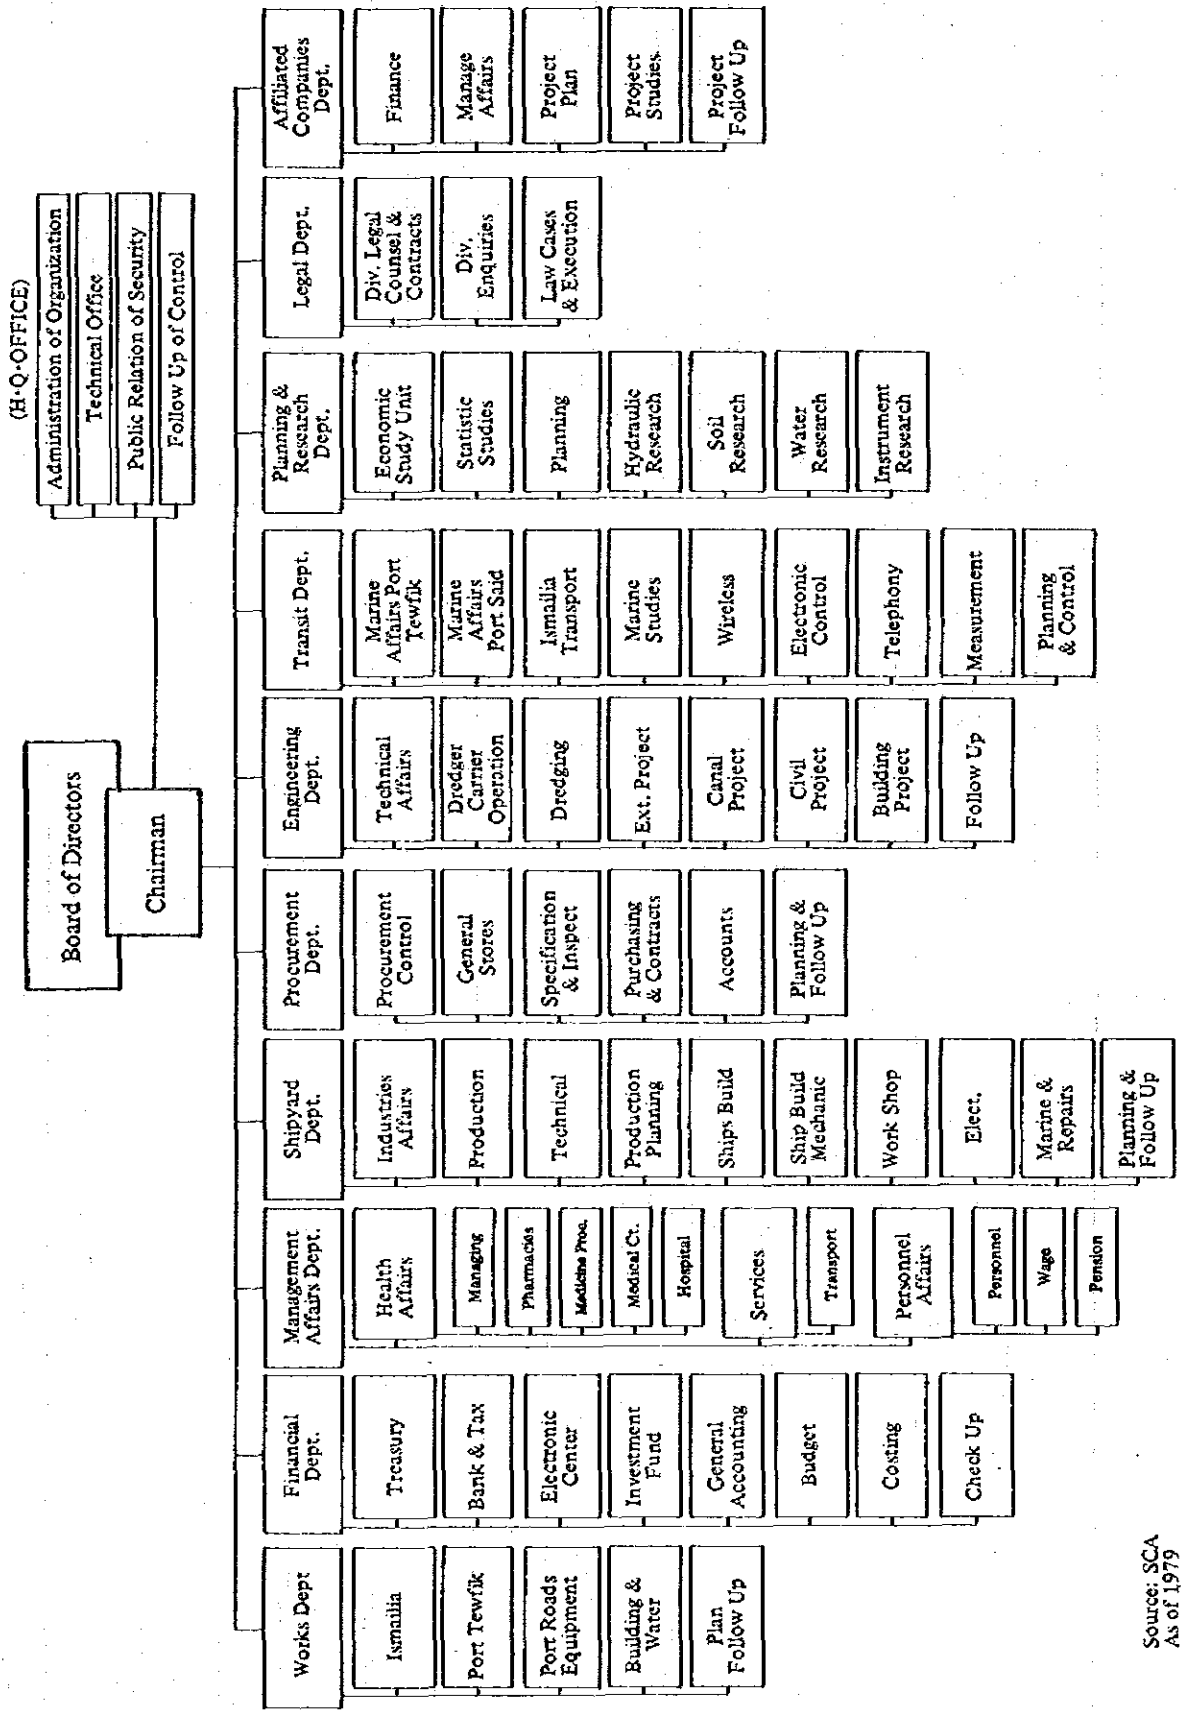 (H·Q·OFFICE)
Administration of Organization
Technical Office
Public Relation of Security
Follow Up of Control
Board of Directors
Chairman
Works Dept
Ismailia
Port Tewfik
Port Roads
Equipment
Building &
Water
Plan
Follow Up
Financial
Dept.
Treasury
Bank & Tax
Electronic
Center
Investment
Fund
General
Accounting
Budget
Costing
Check Up
Management
Affairs Dept.
Health
Affairs
Managing
Pharmacies
Medicine Proc.
Medical Ct.
Hospital
Services
Transport
Personnel
Affairs
Personnel
Wage
Pension
Shipyard
Dept.
Industries
Affairs
Production
Technical
Production
Planning
Ships Build
Ship Build
Mechanic
Work Shop
Elect.
Marine &
Repairs
Planning &
Follow Up
Procurement
Dept.
Procurement
Control
General
Stores
Specification
& Inspect
Purchasing
& Contracts
Accounts
Planning &
Follow Up
Engineering
Dept.
Technical
Affairs
Dredger
Carrier
Operation
Dredging
Ext. Project
Canal
Project
Civil
Project
Building
Project
Follow Up
Transit Dept.
Marine
Affairs Port
Tewfik
Marine
Affairs
Port Said
Ismailia
Transport
Marine
Studies
Wireless
Electronic
Control
Telephony
Measurement
Planning
& Control
Planning &
Research
Dept.
Economic
Study Unit
Statistic
Studies
Planning
Hydraulic
Research
Soil
Research
Water
Research
Instrument
Research
Legal Dept.
Div. Legal
Counsel &
Contracts
Div.
Enquiries
Law Cases
& Execution
Affiliated
Companies
Dept.
Finance
Manage
Affairs
Project
Plan
Project
Studies
Project
Follow Up
Source: SCA
As of 1979